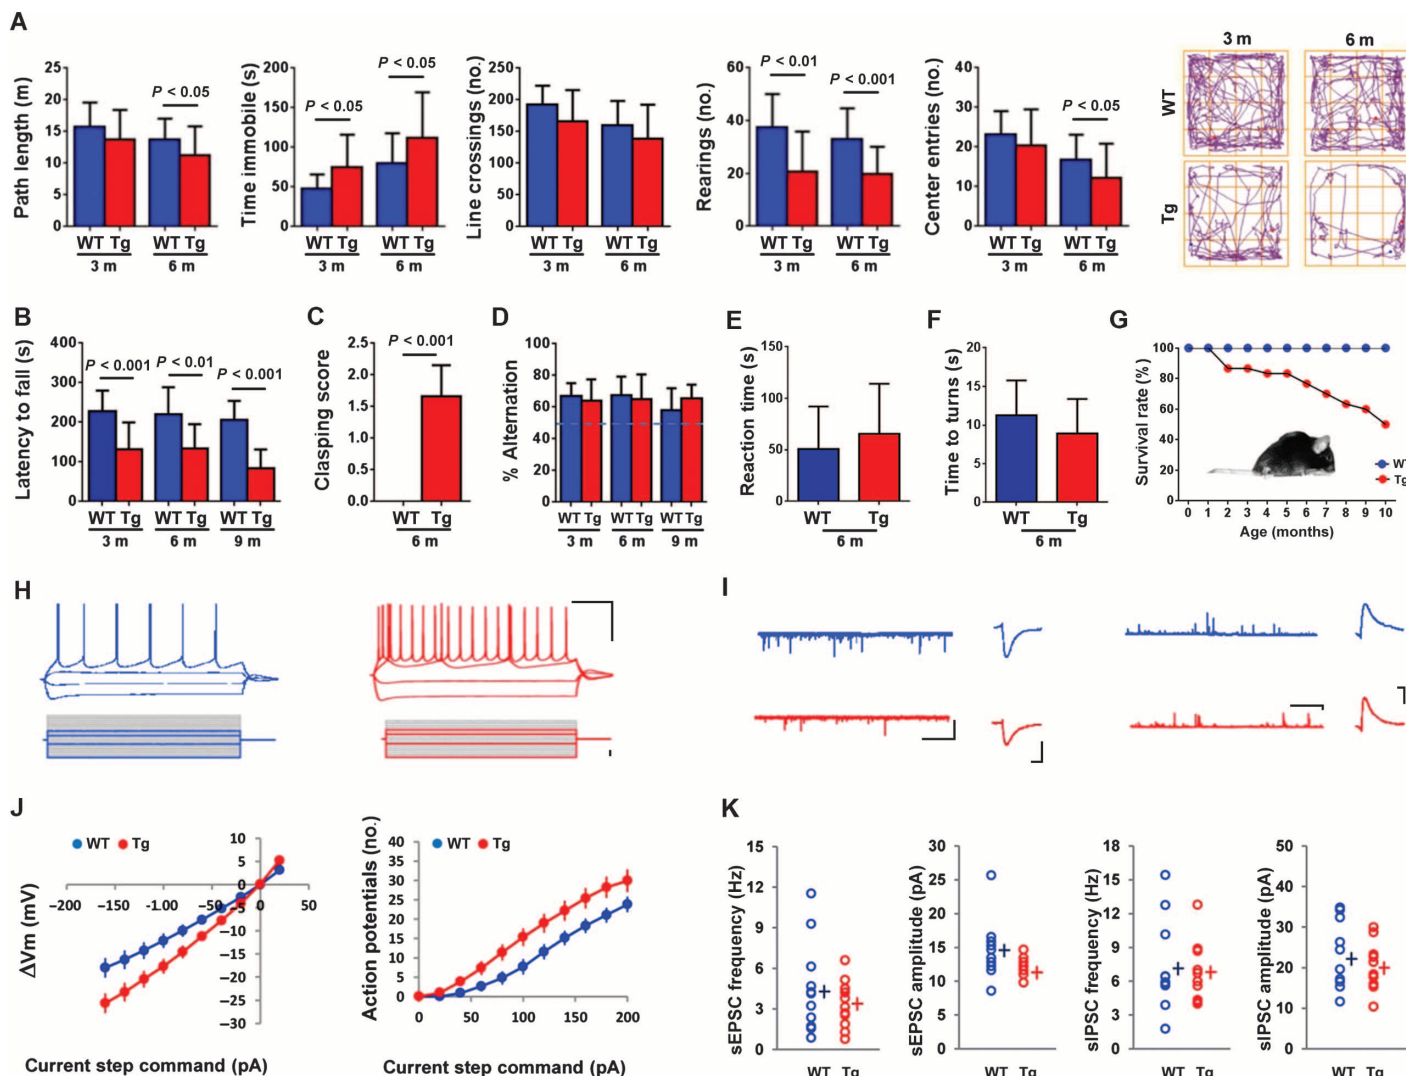 A
Path length (m)
25
20
15
10
5
0
P < 0.05
WT Tg WT Tg
3 m 6 m
Time immobile (s)
200
150
100
50
0
P < 0.05
P < 0.05
WT Tg WT Tg
3 m 6 m
Line crossings (no.)
250
200
150
100
50
0
WT Tg WT Tg
3 m 6 m
Rearings (no.)
60
40
20
0
P < 0.01
P < 0.001
WT Tg WT Tg
3 m 6 m
Center entries (no.)
40
30
20
10
0
P < 0.05
WT Tg WT Tg
3 m 6 m
3 m 6 m
WT
Tg
B
Latency to fall (s)
400
300
200
100
0
P < 0.001
P < 0.01
P < 0.001
WT Tg WT Tg WT Tg
3 m 6 m 9 m
C
Clasping score
2.5
2.0
1.5
1.0
0.5
0.0
P < 0.001
WT Tg
6 m
D
% Alternation
100
80
60
40
20
0
WT Tg WT Tg WT Tg
3 m 6 m 9 m
E
Reaction time (s)
150
100
50
0
WT Tg
6 m
F
Time to turns (s)
20
15
10
5
0
WT Tg
6 m
G
Survival rate (%)
100
80
60
40
20
0
WT
Tg
0 1 2 3 4 5 6 7 8 9 10
Age (months)
H
I
J
ΔVm (mV)
WT Tg
10
5
0
−5
−10
−15
−20
−25
−30
−200 −150 −100 −50 0 50
Current step command (pA)
Action potentials (no.)
WT Tg
40
35
30
25
20
15
10
5
0
0 50 100 150 200
Current step command (pA)
K
sEPSC frequency (Hz)
15
12
9
6
3
0
WT Tg
sEPSC amplitude (pA)
30
25
20
15
10
5
0
WT Tg
sIPSC frequency (Hz)
18
15
12
9
6
3
0
WT Tg
sIPSC amplitude (pA)
50
40
30
20
10
0
WT Tg